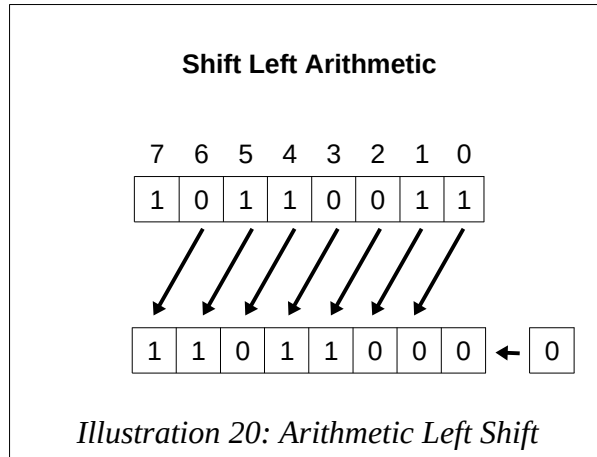 Shift Left Arithmetic
7 6 5 4 3 2 1 0
1 0 1 1 0 0 1 1
1 1 0 1 1 0 0 0 0
Illustration 20: Arithmetic Left Shift